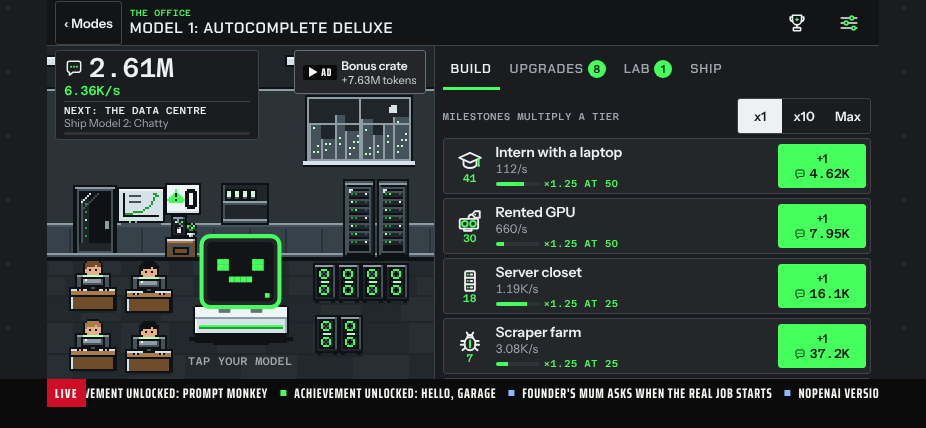 ‹ Modes
THE OFFICE
MODEL 1: AUTOCOMPLETE DELUXE
2.61M
6.36K/s
NEXT: THE DATA CENTRE
Ship Model 2: Chatty
AD
Bonus crate
+7.63M tokens
TAP YOUR MODEL
BUILD
UPGRADES 8
LAB 1
SHIP
MILESTONES MULTIPLY A TIER
x1
x10
Max
Intern with a laptop
112/s
41
×1.25 AT 50
+1
4.62K
Rented GPU
660/s
30
×1.25 AT 50
+1
7.95K
Server closet
1.19K/s
18
×1.25 AT 25
+1
16.1K
Scraper farm
3.08K/s
7
×1.25 AT 25
+1
37.2K
LIVE
VEMENT UNLOCKED: PROMPT MONKEY
ACHIEVEMENT UNLOCKED: HELLO, GARAGE
FOUNDER'S MUM ASKS WHEN THE REAL JOB STARTS
NOPENAI VERSIO